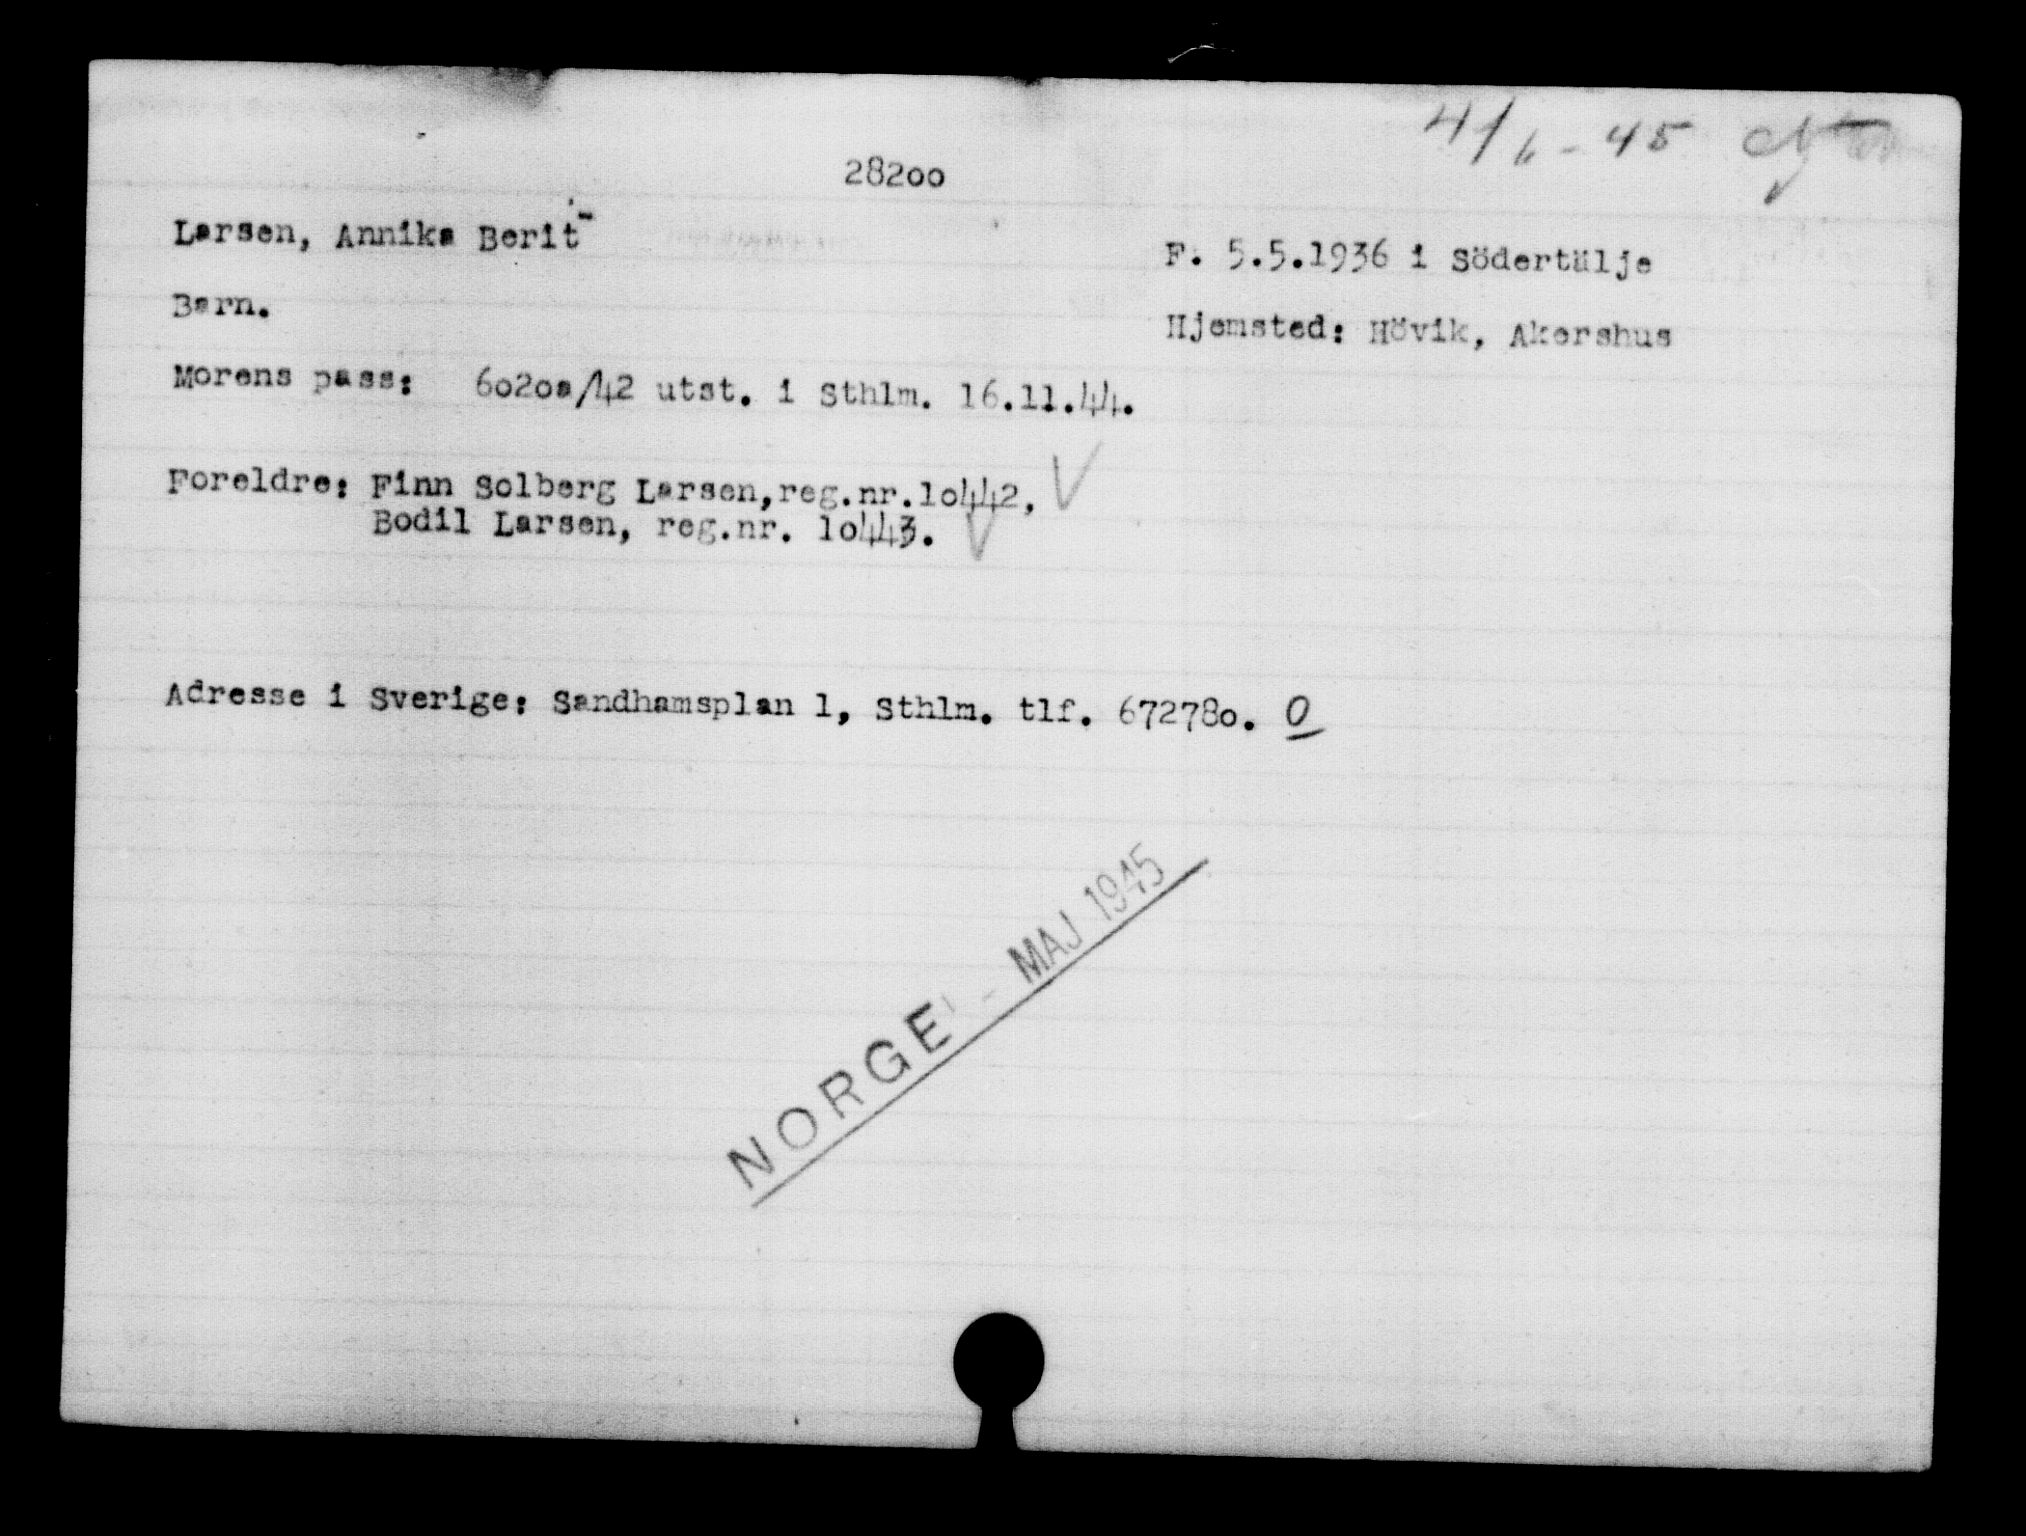 4/6 - 45
28200
Larsen, Annika Berit
F. 5.5.1936 i Södertälje
Barn.
Hjemsted: Hövik, Akershus
Morens pass: 6020a/42 utst. i Sthlm. 16.11.44.
Foreldre: Finn Solberg Larsen,reg.nr.10442, V
Bodil Larsen, reg.nr. 10443. V
Adresse i Sverige: Sandhamsplan 1, Sthlm. tlf. 672780. O
NORGE - MAJ 1945